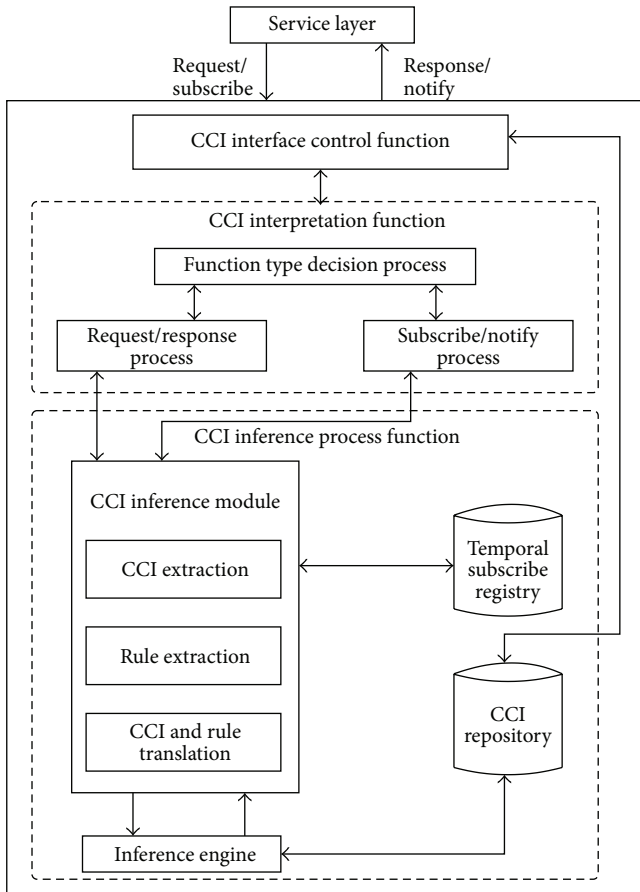 Service layer
Request/
subscribe
Response/
notify
CCI interface control function
CCI interpretation function
Function type decision process
Request/response
process
Subscribe/notify
process
CCI inference process function
CCI inference module
CCI extraction
Rule extraction
CCI and rule
translation
Temporal
subscribe
registry
CCI
repository
Inference engine